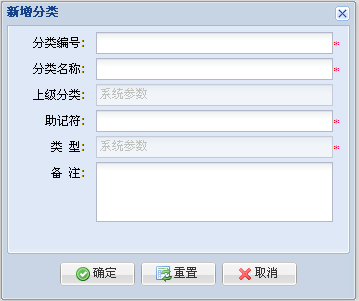 新增分类
分类编号: *
分类名称: *
上级分类: 系统参数
助记符: *
类 型: 系统参数
备 注:
确定 重置 取消